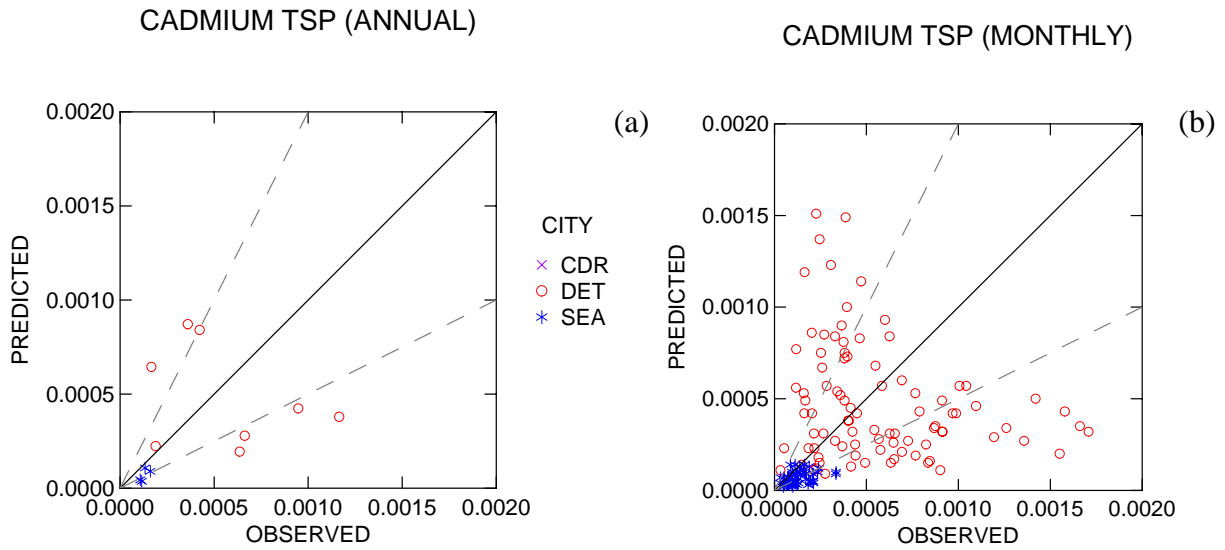 CADMIUM TSP (ANNUAL)
0.0020
0.0015
0.0010
0.0005
0.0000
PREDICTED
0.0000 0.0005 0.0010 0.0015 0.0020
OBSERVED
(a)
CITY
CDR
DET
SEA
CADMIUM TSP (MONTHLY)
0.0020
0.0015
0.0010
0.0005
0.0000
PREDICTED
0.0000 0.0005 0.0010 0.0015 0.0020
OBSERVED
(b)